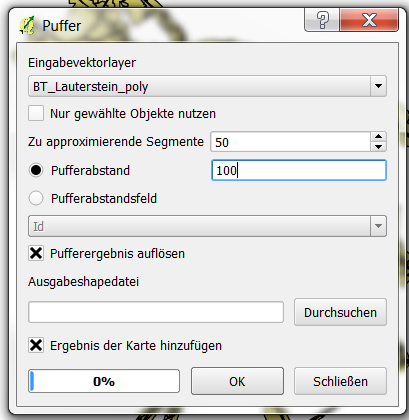 Puffer
Eingabevektorlayer
BT_Lauterstein_poly
Nur gewählte Objekte nutzen
Zu approximierende Segmente 50
Pufferabstand 100
Pufferabstandsfeld
Id
Pufferergebnis auflösen
Ausgabeshapedatei
Durchsuchen
Ergebnis der Karte hinzufügen
0% OK Schließen